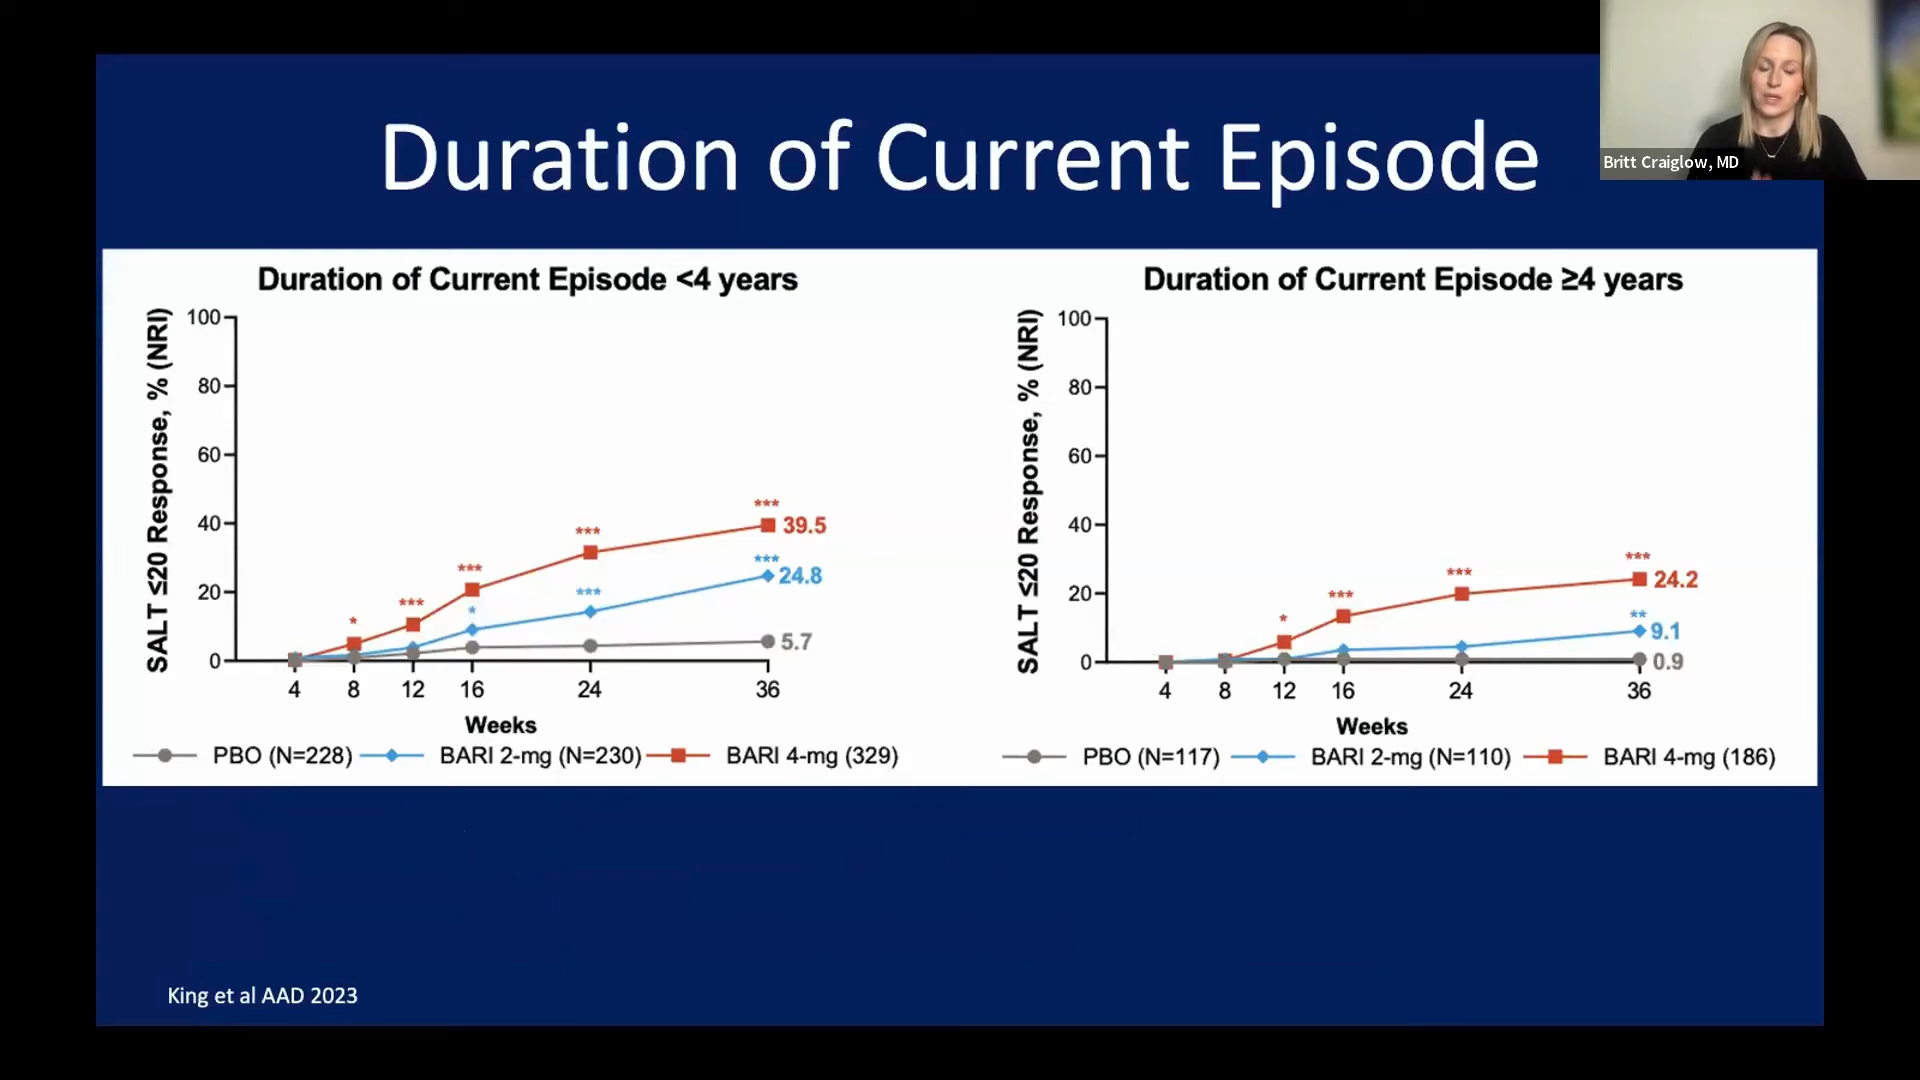 Britt Craiglow, MD
Duration of Current Episode
Duration of Current Episode <4 years
SALT ≤20 Response, % (NRI)
100
80
60
40
20
0
*
***
***
***
***
*
***
***
39.5
24.8
5.7
4 8 12 16 24 36
Weeks
PBO (N=228) BARI 2-mg (N=230) BARI 4-mg (329)
Duration of Current Episode ≥4 years
SALT ≤20 Response, % (NRI)
100
80
60
40
20
0
*
***
***
***
**
24.2
9.1
0.9
4 8 12 16 24 36
Weeks
PBO (N=117) BARI 2-mg (N=110) BARI 4-mg (186)
King et al AAD 2023